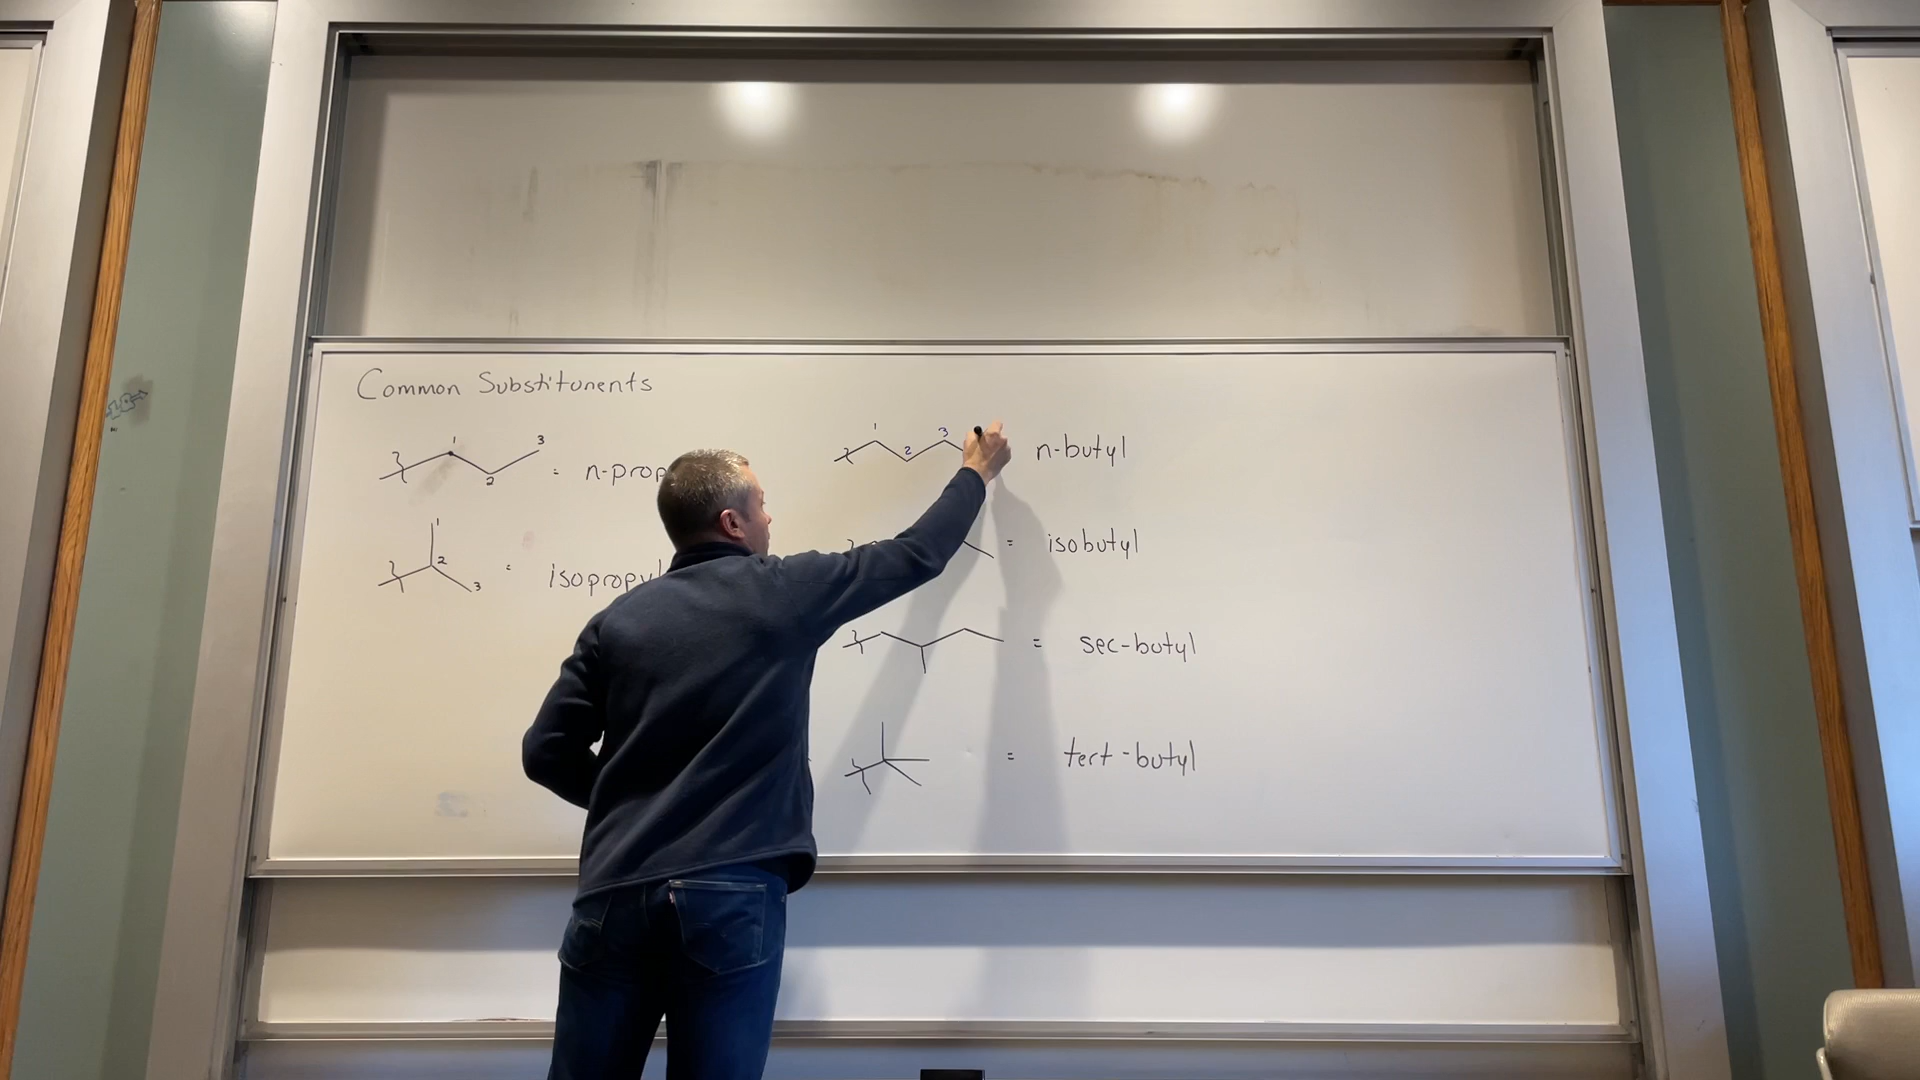 Common Substituents
1 3
2
= n-prop
1
2
3
= isopropyl
1 3
2
n-butyl
= isobutyl
= sec-butyl
= tert-butyl